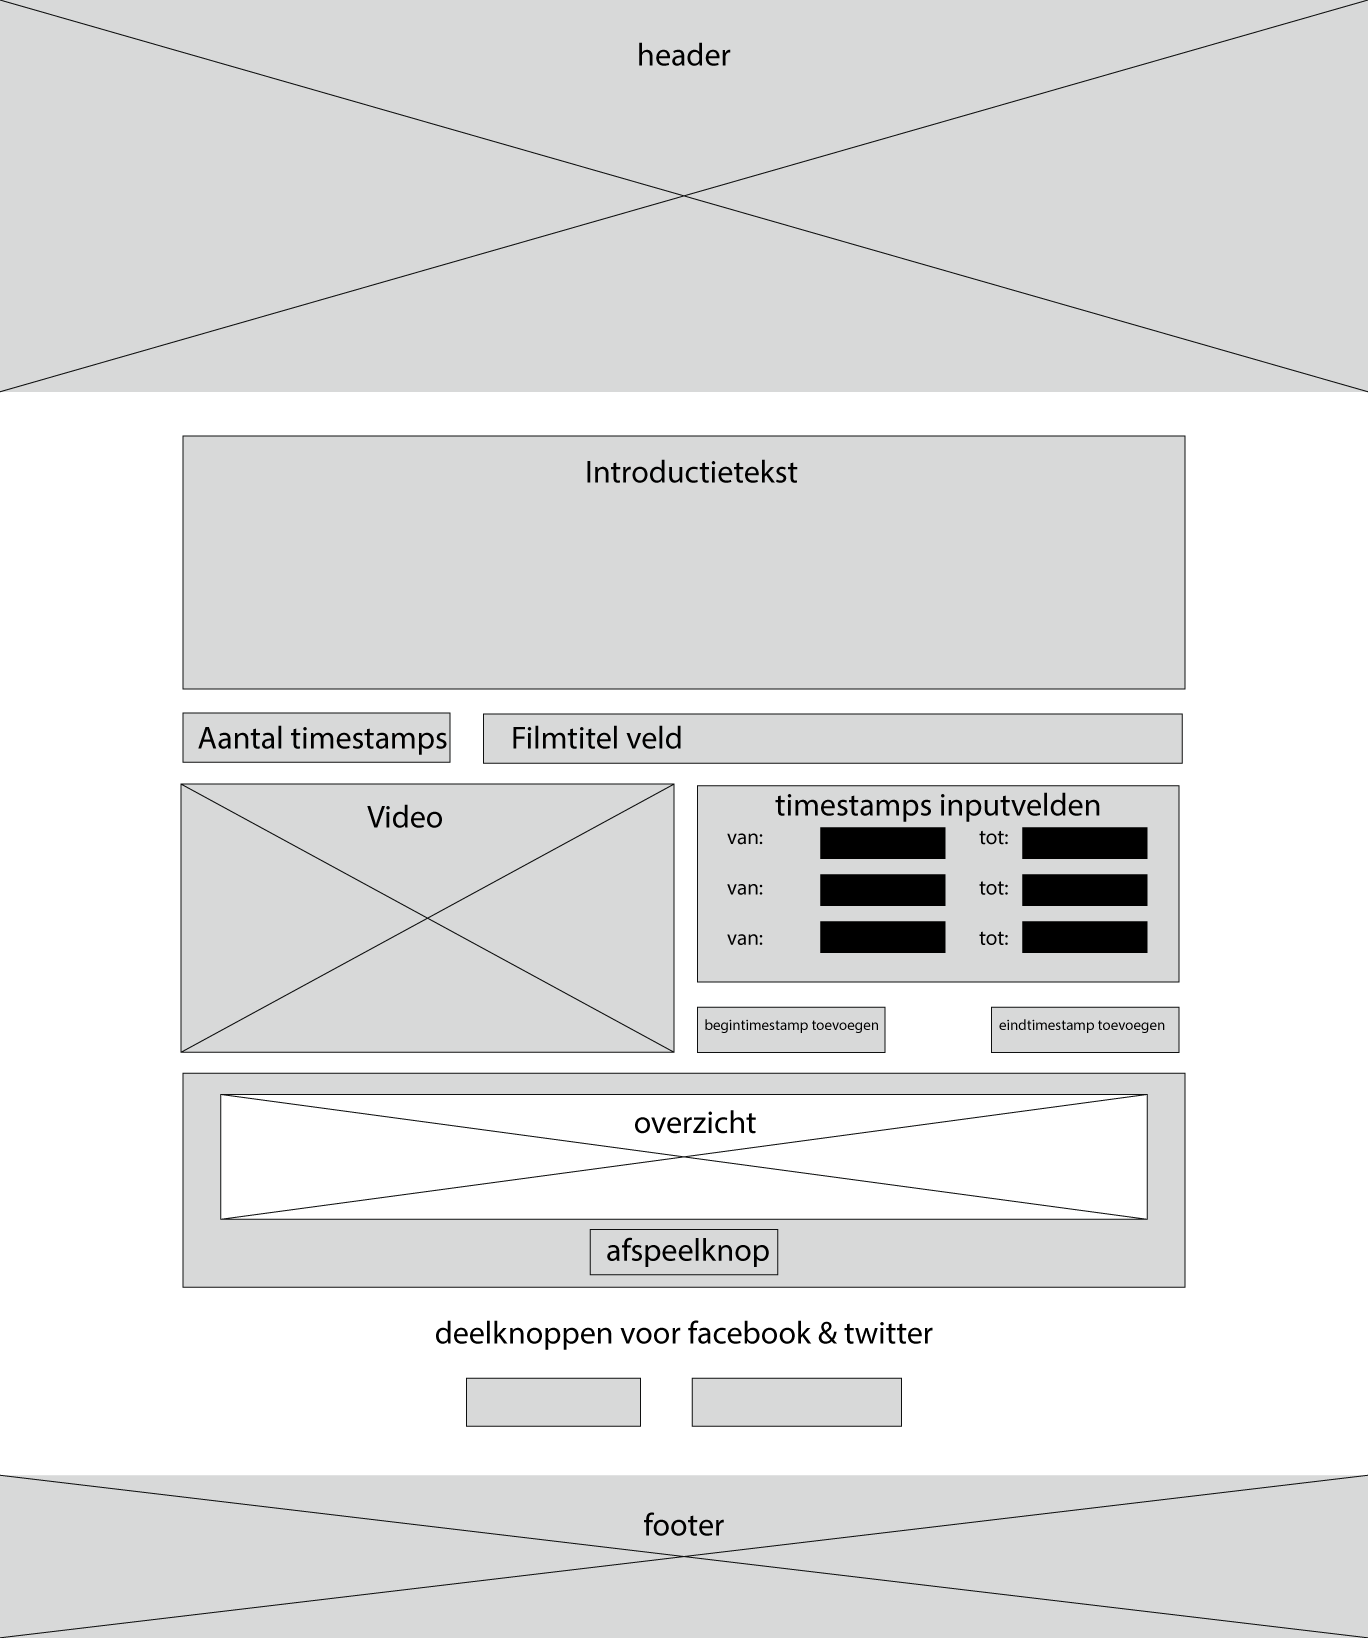 header
Introductietekst
Aantal timestamps
Filmtitel veld
Video
timestamps inputvelden
van: tot:
van: tot:
van: tot:
begintimestamp toevoegen
eindtimestamp toevoegen
overzicht
afspeelknop
deelknoppen voor facebook & twitter
footer